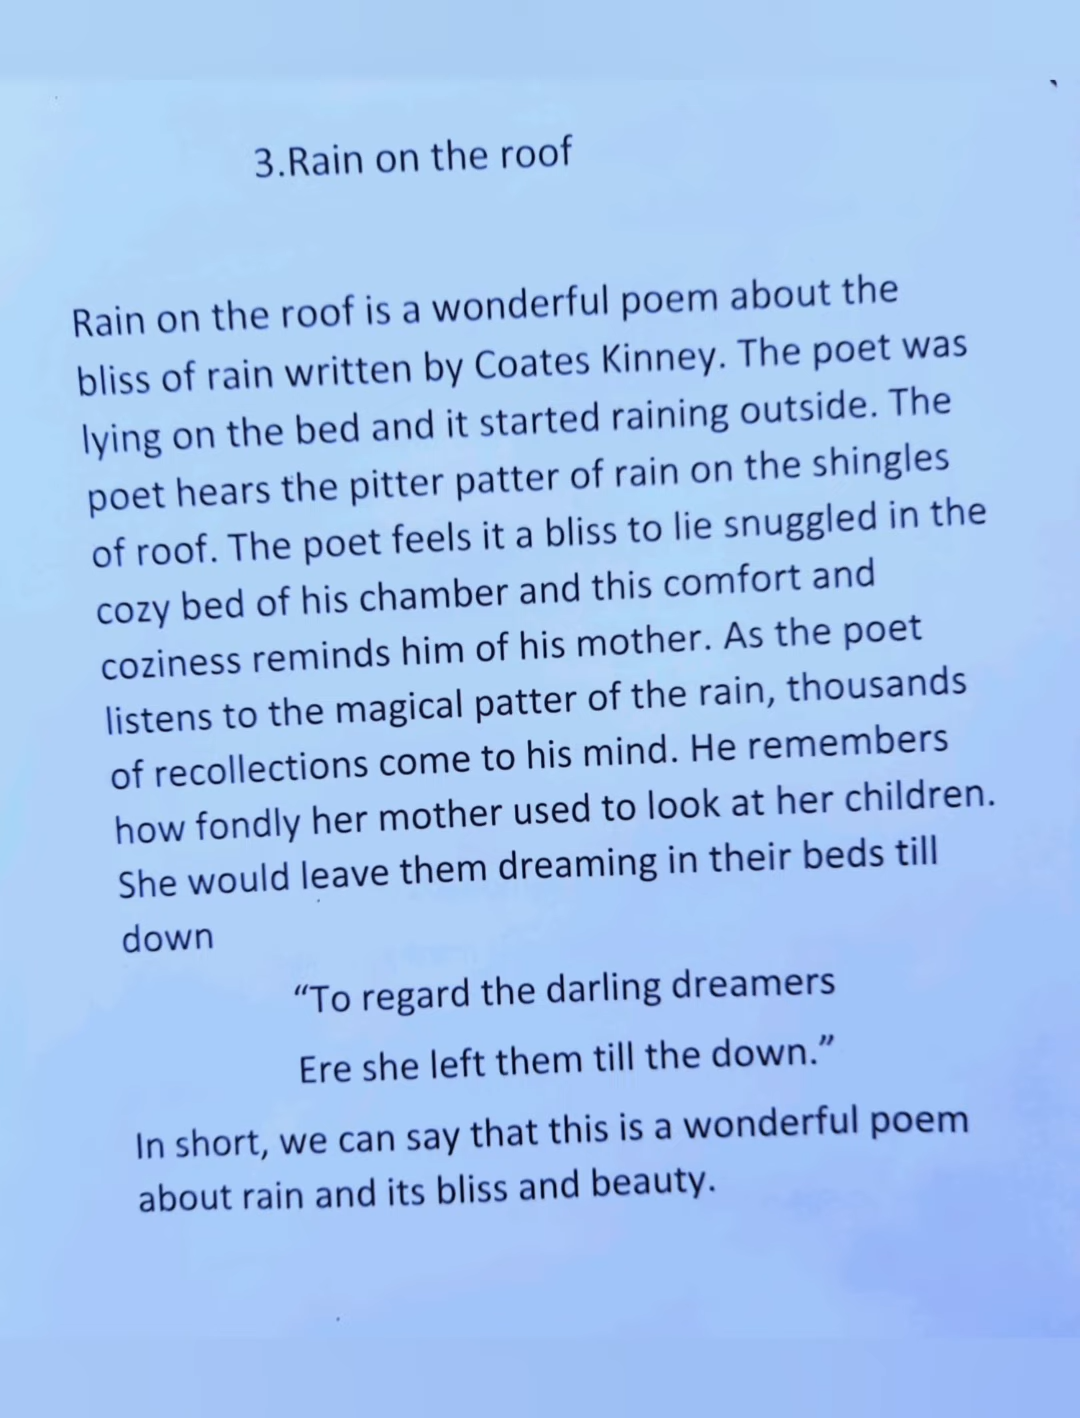 3.Rain on the roof
Rain on the roof is a wonderful poem about the
bliss of rain written by Coates Kinney. The poet was
lying on the bed and it started raining outside. The
poet hears the pitter patter of rain on the shingles
of roof. The poet feels it a bliss to lie snuggled in the
cozy bed of his chamber and this comfort and
coziness reminds him of his mother. As the poet
listens to the magical patter of the rain, thousands
of recollections come to his mind. He remembers
how fondly her mother used to look at her children.
She would leave them dreaming in their beds till
down
“To regard the darling dreamers
Ere she left them till the down.”
In short, we can say that this is a wonderful poem
about rain and its bliss and beauty.